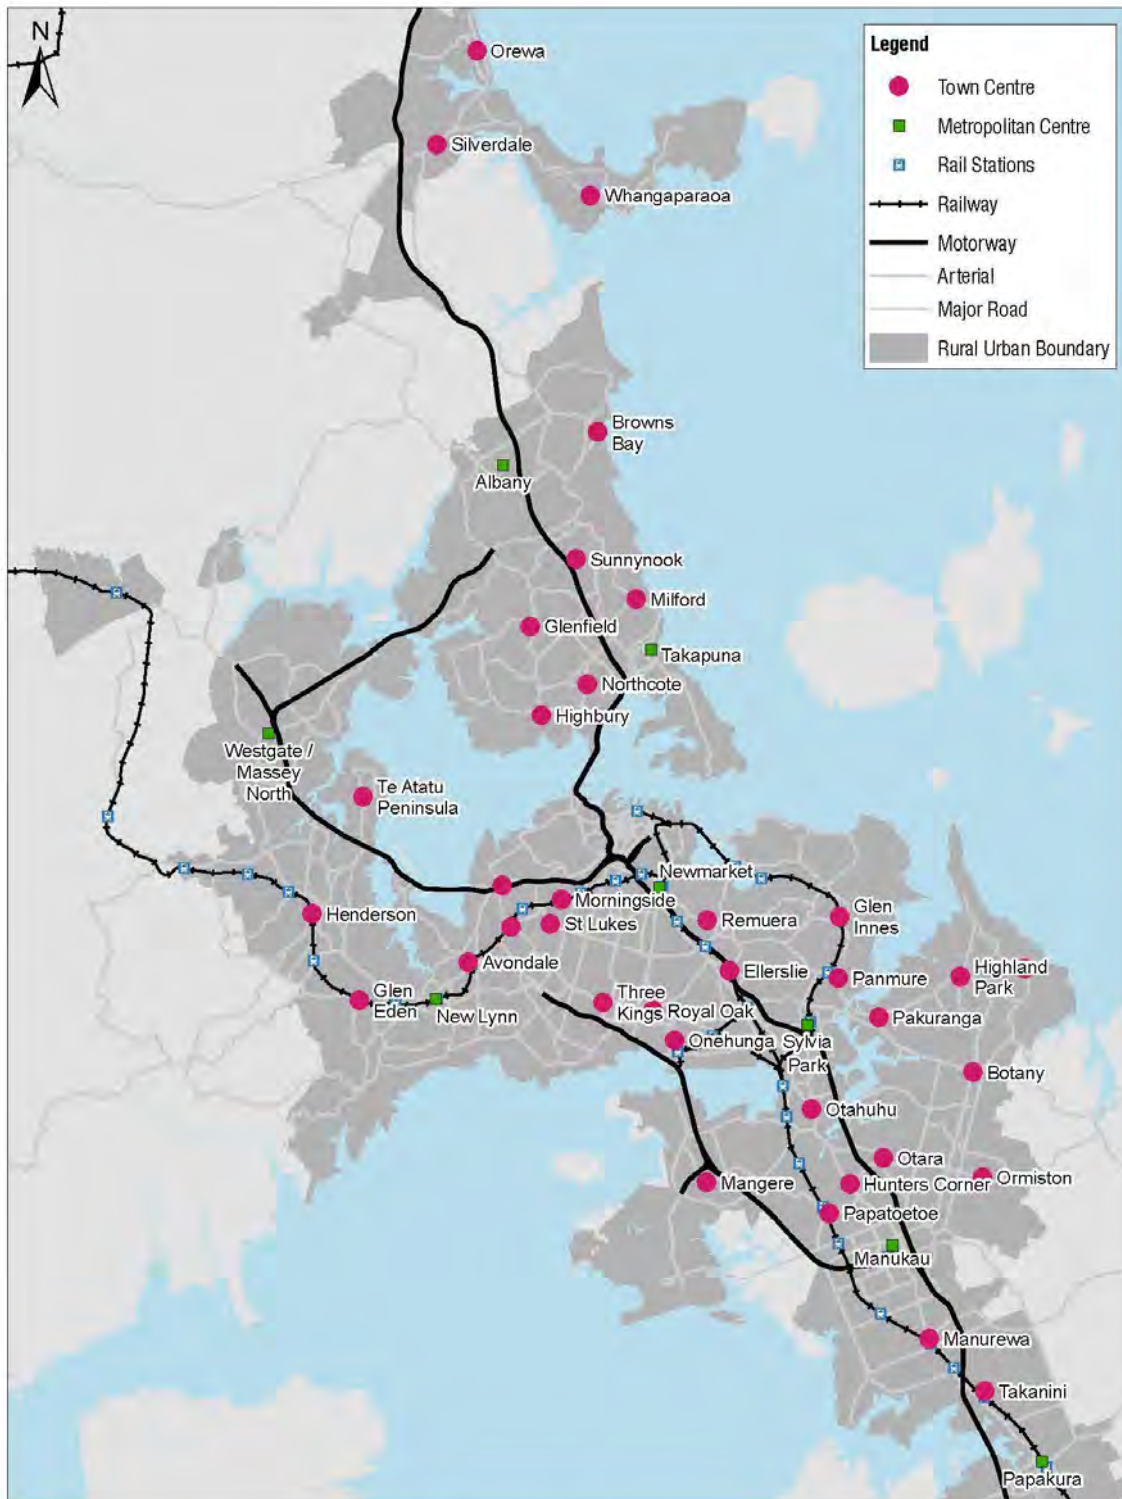 N
Legend
Town Centre
Metropolitan Centre
Rail Stations
Railway
Motorway
Arterial
Major Road
Rural Urban Boundary
Orewa
Silverdale
Whangaparaoa
Browns
Bay
Albany
Sunnynook
Milford
Glenfield
Takapuna
Northcote
Highbury
Westgate /
Massey
North
Te Atatu
Peninsula
Newmarket
Morningside
Henderson
St Lukes
Remuera
Glen
Innes
Avondale
Ellerslie
Panmure
Highland
Park
Glen
Eden
New Lynn
Three
Kings
Royal Oak
Pakuranga
Onehunga
Sylvia
Park
Botany
Otahuhu
Otara
Mangere
Hunters Corner
Ormiston
Papatoetoe
Manukau
Manurewa
Takanini
Papakura